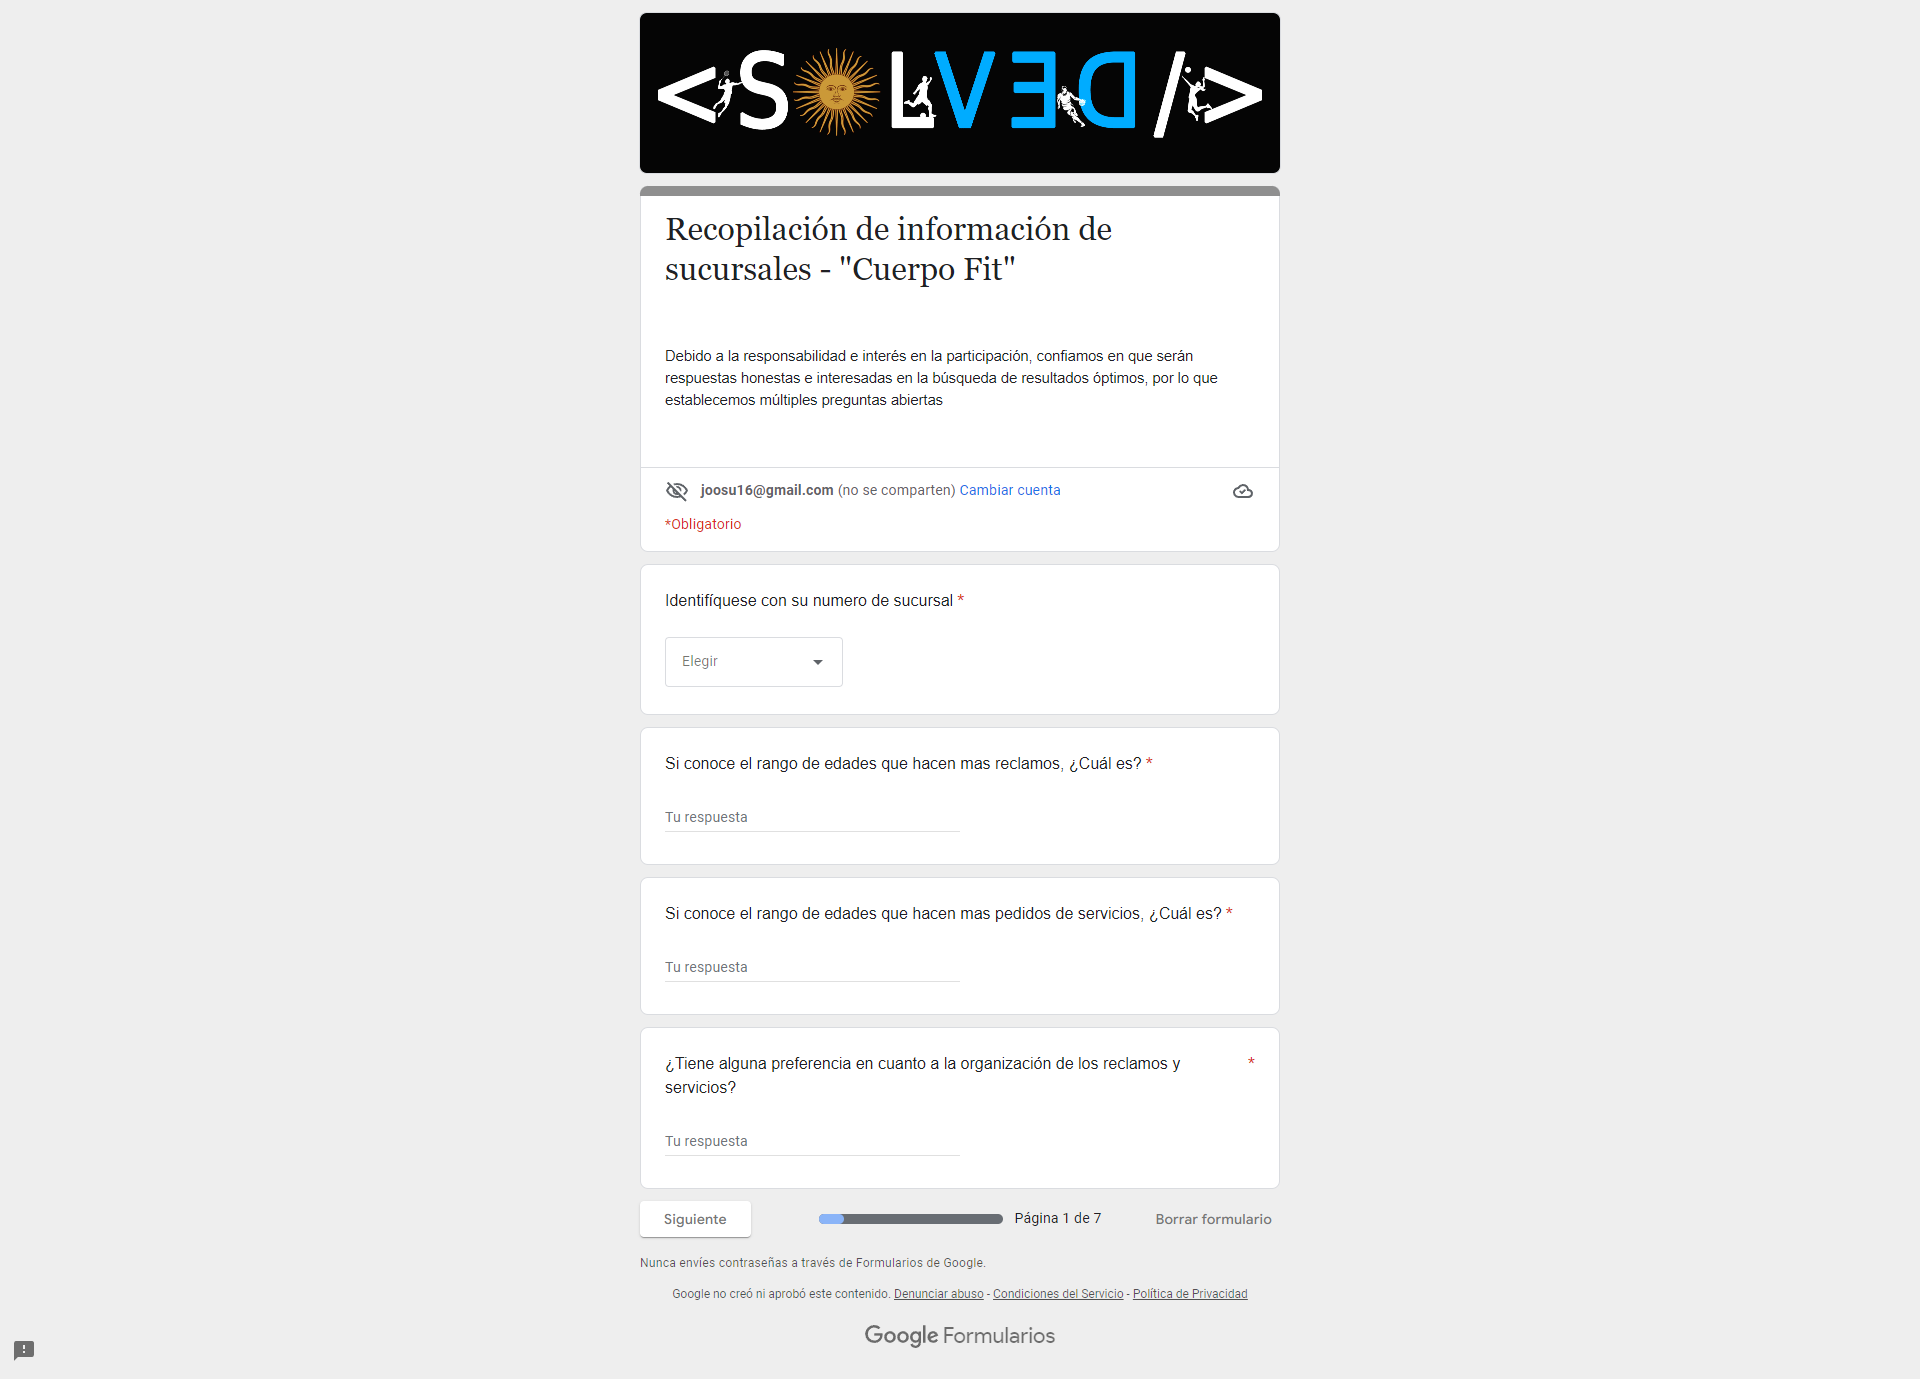 <SOLVED/>
Recopilación de información de
sucursales - "Cuerpo Fit"
Debido a la responsabilidad e interés en la participación, confiamos en que serán
respuestas honestas e interesadas en la búsqueda de resultados óptimos, por lo que
establecemos múltiples preguntas abiertas
joosu16@gmail.com (no se comparten) Cambiar cuenta
*Obligatorio
Identifíquese con su numero de sucursal *
Elegir
Si conoce el rango de edades que hacen mas reclamos, ¿Cuál es? *
Tu respuesta
Si conoce el rango de edades que hacen mas pedidos de servicios, ¿Cuál es? *
Tu respuesta
¿Tiene alguna preferencia en cuanto a la organización de los reclamos y *
servicios?
Tu respuesta
Siguiente
Página 1 de 7
Borrar formulario
Nunca envíes contraseñas a través de Formularios de Google.
Google no creó ni aprobó este contenido. Denunciar abuso - Condiciones del Servicio - Política de Privacidad
Google Formularios